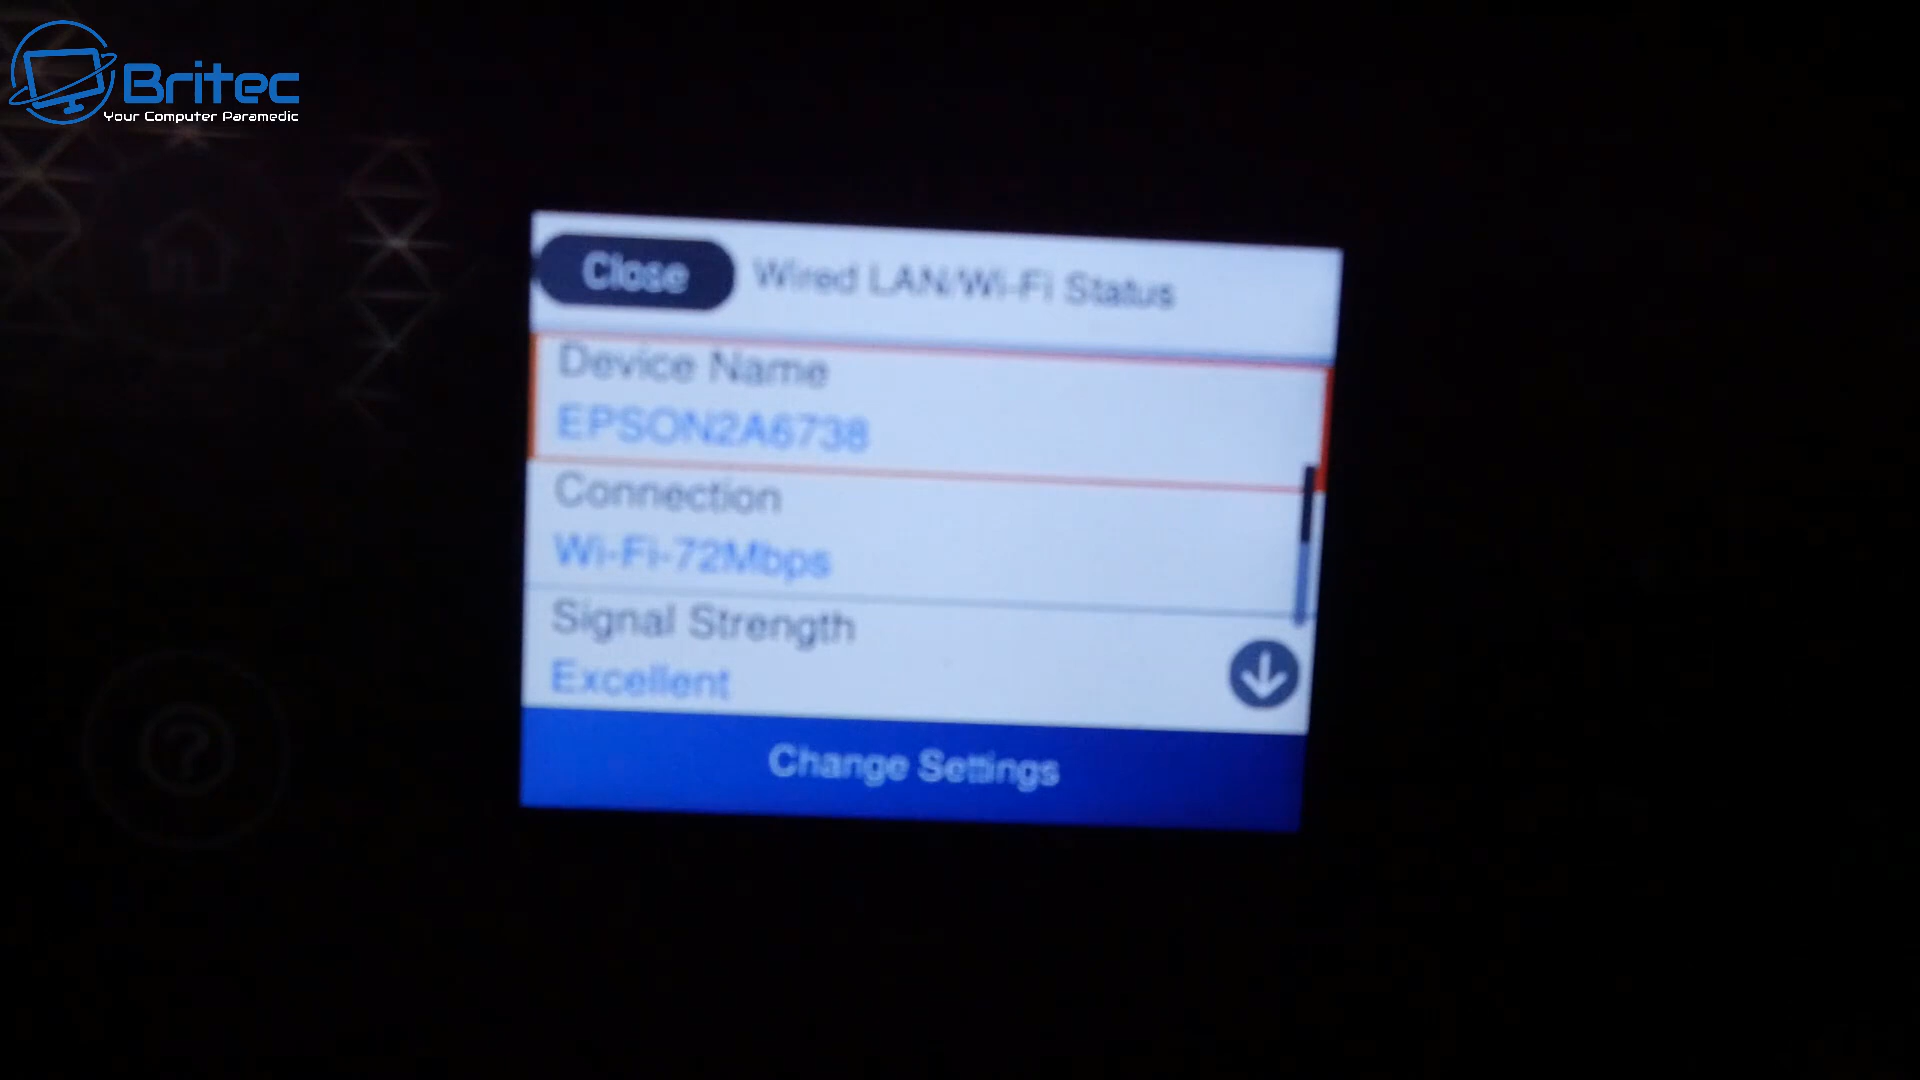 Britec
Your Computer Paramedic
Close
Wired LAN/Wi-Fi Status
Device Name
EPSON2A6738
Connection
Wi-Fi-72Mbps
Signal Strength
Excellent
Change Settings
?